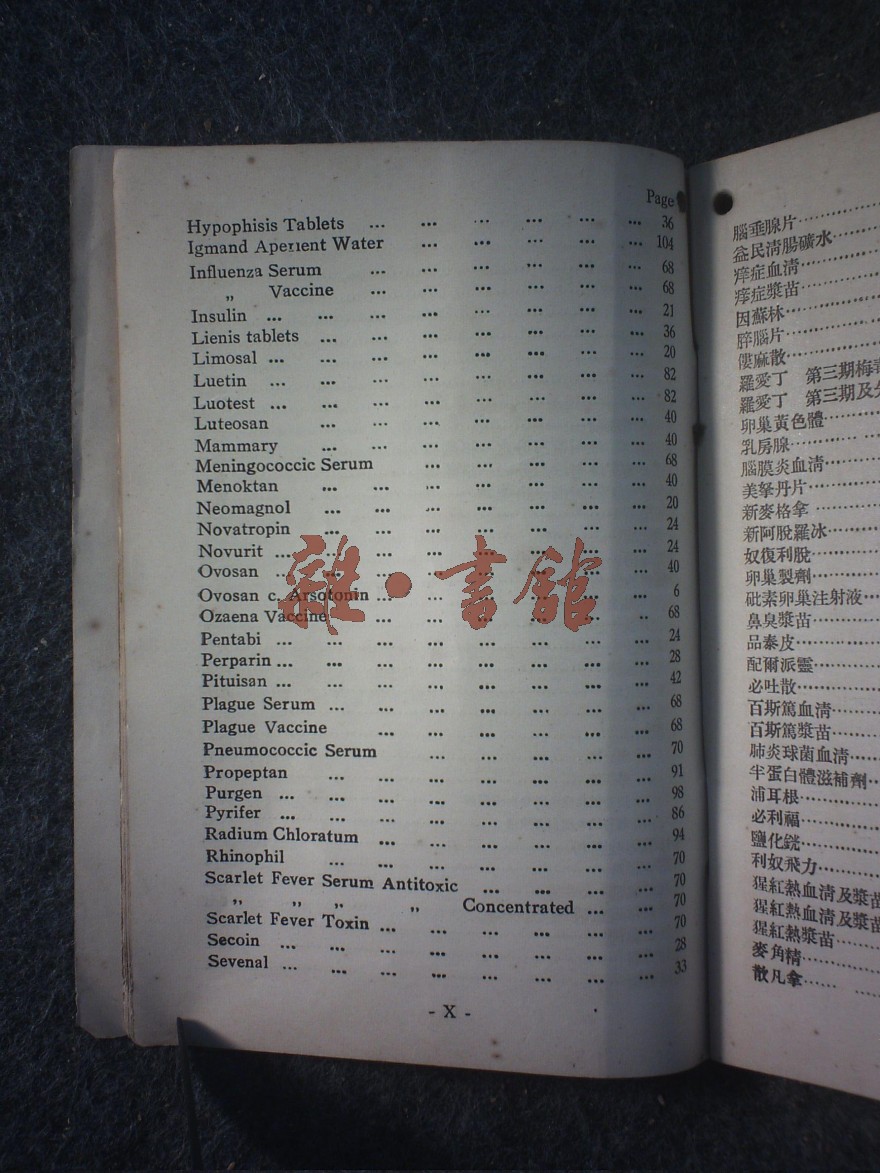 Page
Hypophisis Tablets ... ... ... ... ... ... 36
Igmand Aperient Water ... ... ... ... ... 104
Influenza Serum ... ... ... ... ... ... 68
„ Vaccine ... ... ... ... ... ... 68
Insulin ... ... ... ... ... ... ... ... 21
Lienis tablets ... ... ... ... ... ... ... 36
Limosal ... ... ... ... ... ... ... ... 20
Luetin ... ... ... ... ... ... ... ... 82
Luotest ... ... ... ... ... ... ... ... 82
Luteosan ... ... ... ... ... ... ... 40
Mammary ... ... ... ... ... ... ... 40
Meningococcic Serum ... ... ... ... ... 68
Menoktan ... ... ... ... ... ... ... 40
Neomagnol ... ... ... ... ... ... ... 20
Novatropin ... ... ... ... ... ... ... 24
Novurit ... ... ... ... ... ... ... ... 24
Ovosan ... ... ... ... ... ... ... ... 40
Ovosan c. Arsotonin ... ... ... ... ... ... 6
Ozaena Vaccine ... ... ... ... ... .. 68
Pentabi ... ... ... ... ... ... ... ... 24
Perparin ... ... ... ... ... ... ... ... 28
Pituisan ... ... ... ... ... ... ... ... 42
Plague Serum ... ... ... ... ... ... ... 68
Plague Vaccine ... ... ... ... ... ... 68
Pneumococcic Serum ... ... ... ... ... 70
Propeptan ... ... ... ... ... ... ... 91
Purgen ... ... ... ... ... ... ... ... 98
Pyrifer ... ... ... ... ... ... ... ... 86
Radium Chloratum ... ... ... ... ... ... 94
Rhinophil ... ... ... ... ... ... ... 70
Scarlet Fever Serum Antitoxic ... ... ... ... 70
„ „ „ „ Concentrated ... ... 70
Scarlet Fever Toxin ... ... ... ... ... ... 70
Secoin ... ... ... ... ... ... ... ... 28
Sevenal ... ... ... ... ... ... ... ... 33
- X -
腦垂腺片
益民清腸礦水
瘁症血清
瘁症漿苗
因蘇林
脺腦片
僂麻散
羅愛丁 第三期梅
羅愛丁 第三期及
卵巢黃色體
乳房腺
腦膜炎血清
美拏丹片
新麥格拿
新阿脫羅冰
奴復利脫
卵巢製劑
砒素卵巢注射液
鼻臭漿苗
品泰皮
配爾派靈
必吐散
百斯篤血清
百斯篤漿苗
肺炎球菌血清
半蛋白體滋補劑
浦耳根
必利福
鹽化銧
利奴飛力
猩紅熱血清及漿苗
猩紅熱血清及漿苗
猩紅熱漿苗
麥角精
散凡拿
雜·書館